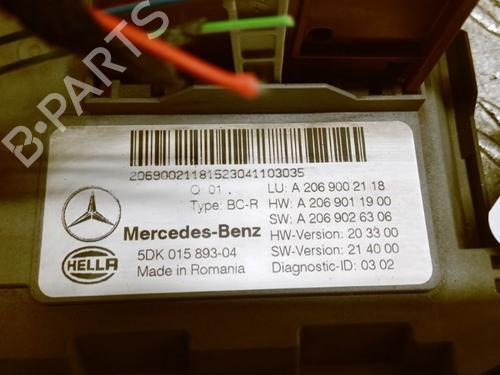 B-PARTS
20690021181523041103035
Q 01 .
LU: A 206 900 21 18
Type: BC-R
HW: A 206 901 19 00
SW: A 206 902 63 06
Mercedes-Benz
HW-Version: 20 33 00
HELLA
5DK 015 893-04
SW-Version: 21 40 00
Made in Romania
Diagnostic-ID: 03 02